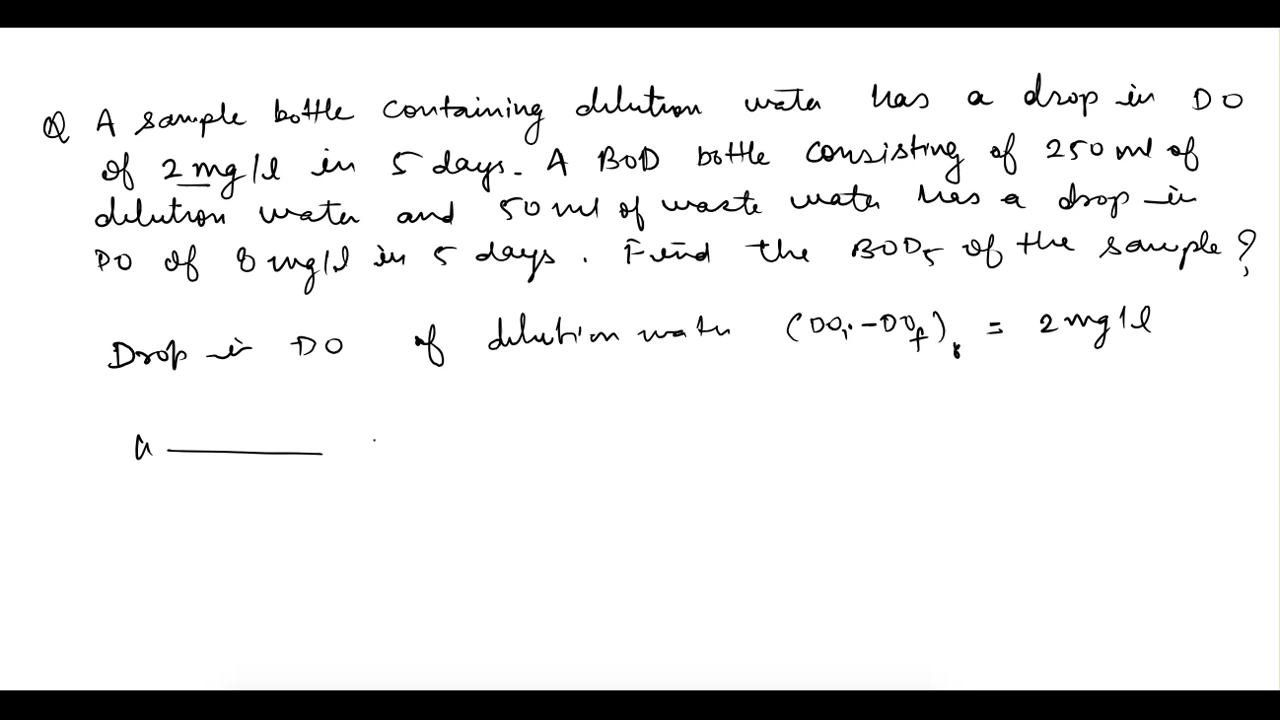 Q A sample bottle containing dilution water has a drop in DO
of 2 mg/l in 5 days. A BOD bottle consisting of 250 ml of
dilution water and 50 ml of waste water has a drop in
DO of 8 mg/l in 5 days. Find the BOD₅ of the sample?
Drop in DO of dilution water (DOᵢ - DO_f) = 2 mg/l
a